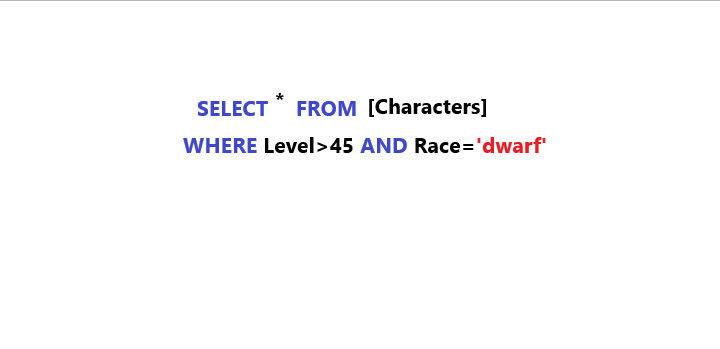 SELECT * FROM [Characters]
WHERE Level>45 AND Race='dwarf'